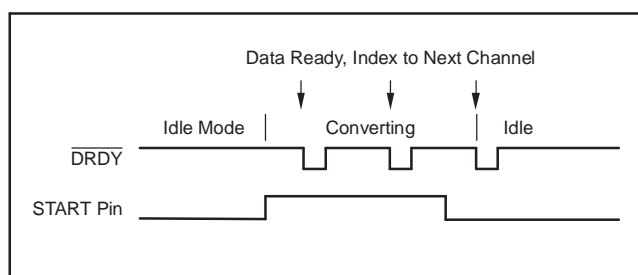 Data Ready, Index to Next Channel
Idle Mode Converting Idle
DRDY
START Pin